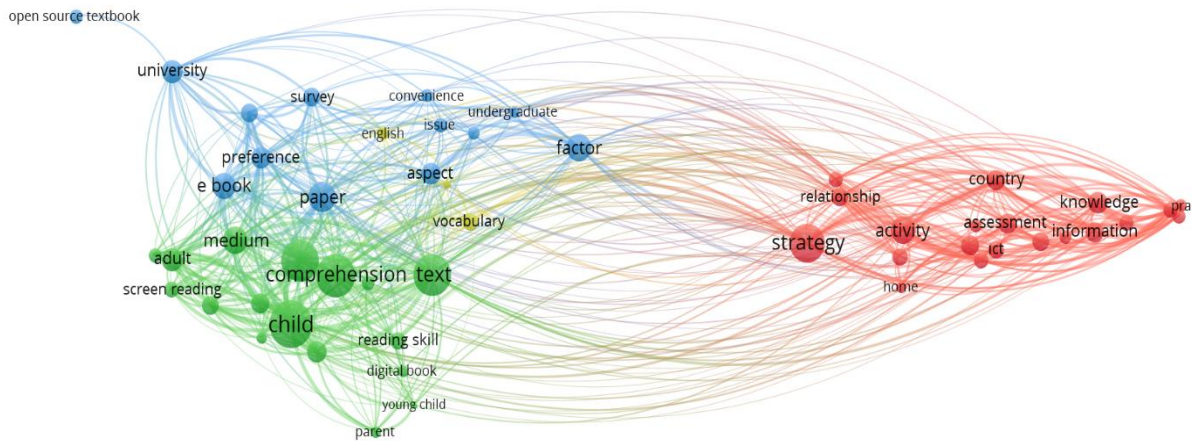 open source textbook
university
survey
convenience
undergraduate
english
issue
preference
factor
aspect
e book
paper
vocabulary
medium
adult
comprehension
text
screen reading
child
reading skill
digital book
young child
parent
country
relationship
knowledge
pra
strategy
activity
assessment
information
ict
home